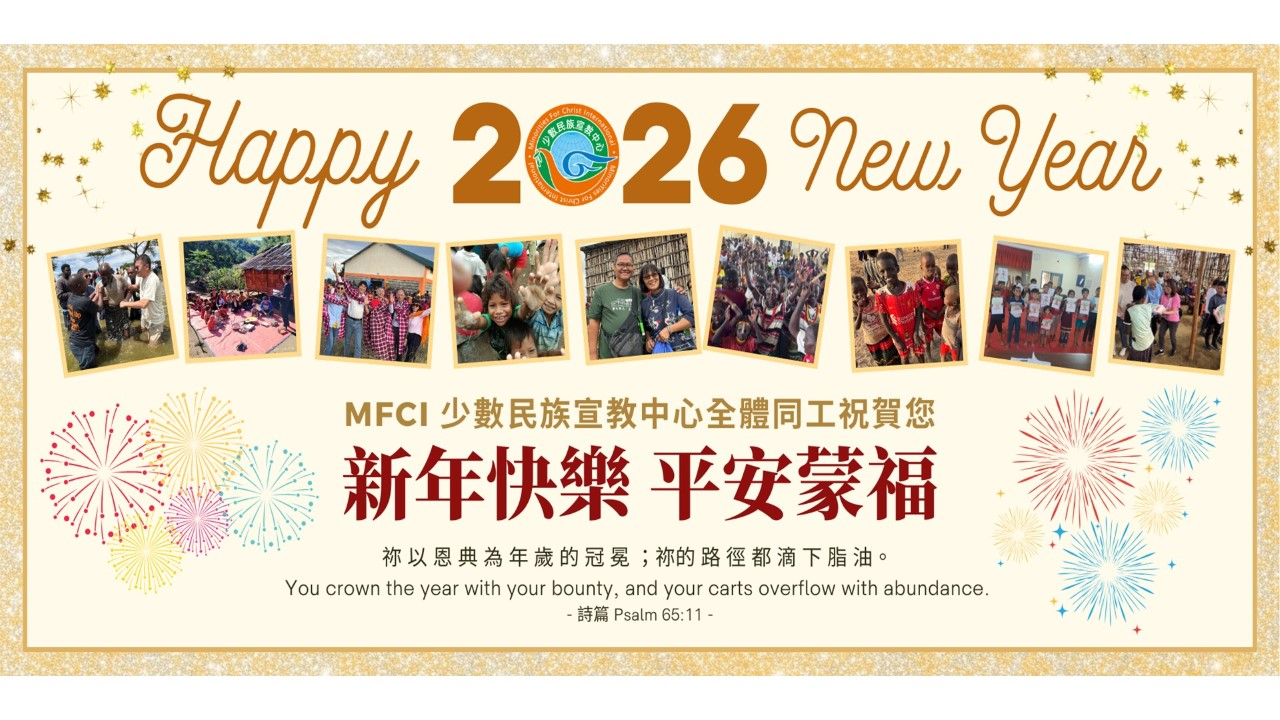 Happy 2026 New Year
Minorities For Christ International • Minorities For Christ International •
少數民族宣教中心
MFCI 少數民族宣教中心全體同工祝賀您
新年快樂 平安蒙福
祢以恩典為年歲的冠冕；祢的路徑都滴下脂油。
You crown the year with your bounty, and your carts overflow with abundance.
- 詩篇 Psalm 65:11 -